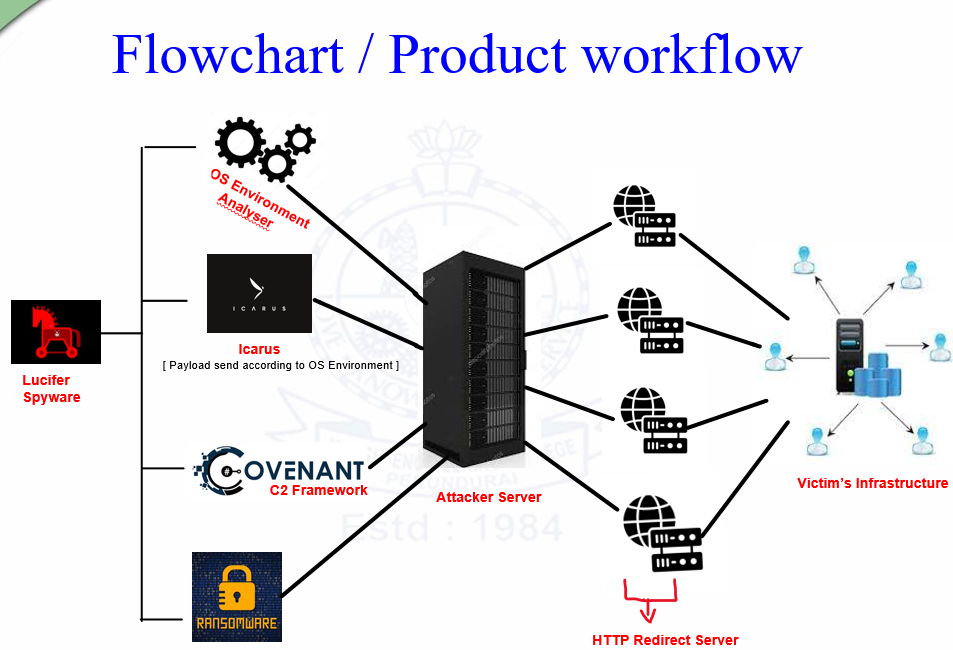 Flowchart / Product workflow
OS Environment
Analyser
ICARUS
Icarus
[ Payload send according to OS Environment ]
Lucifer
Spyware
COVENANT
C2 Framework
RANSOMWARE
Attacker Server
Victim's Infrastructure
HTTP Redirect Server
Estd : 1984